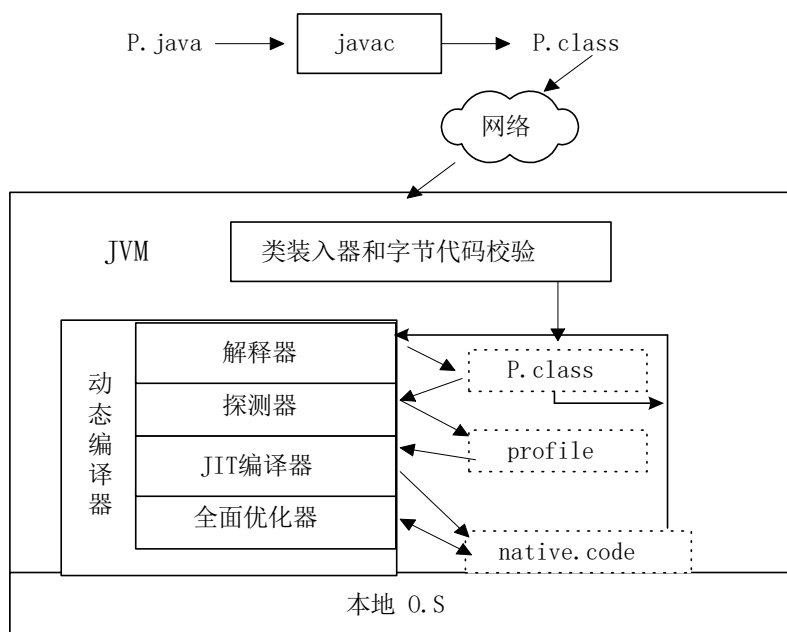 P.java
javac
P.class
网络
JVM
类装入器和字节代码校验
动态编译器
解释器
探测器
JIT编译器
全面优化器
P.class
profile
native.code
本地 O.S